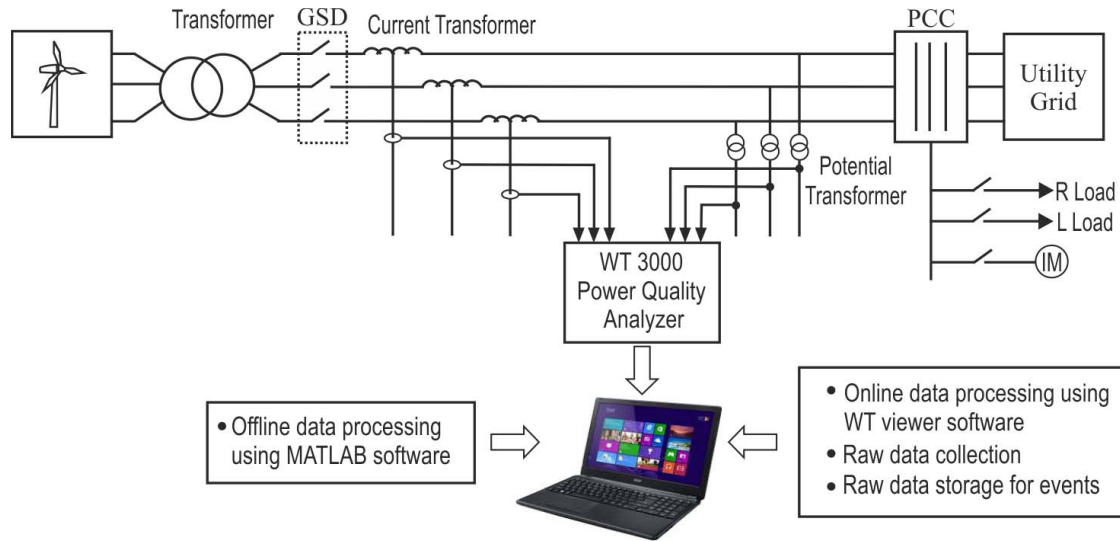 Transformer
GSD
Current Transformer
PCC
Utility
Grid
Potential
Transformer
R Load
L Load
IM
WT 3000
Power Quality
Analyzer
• Offline data processing
using MATLAB software
• Online data processing using
WT viewer software
• Raw data collection
• Raw data storage for events